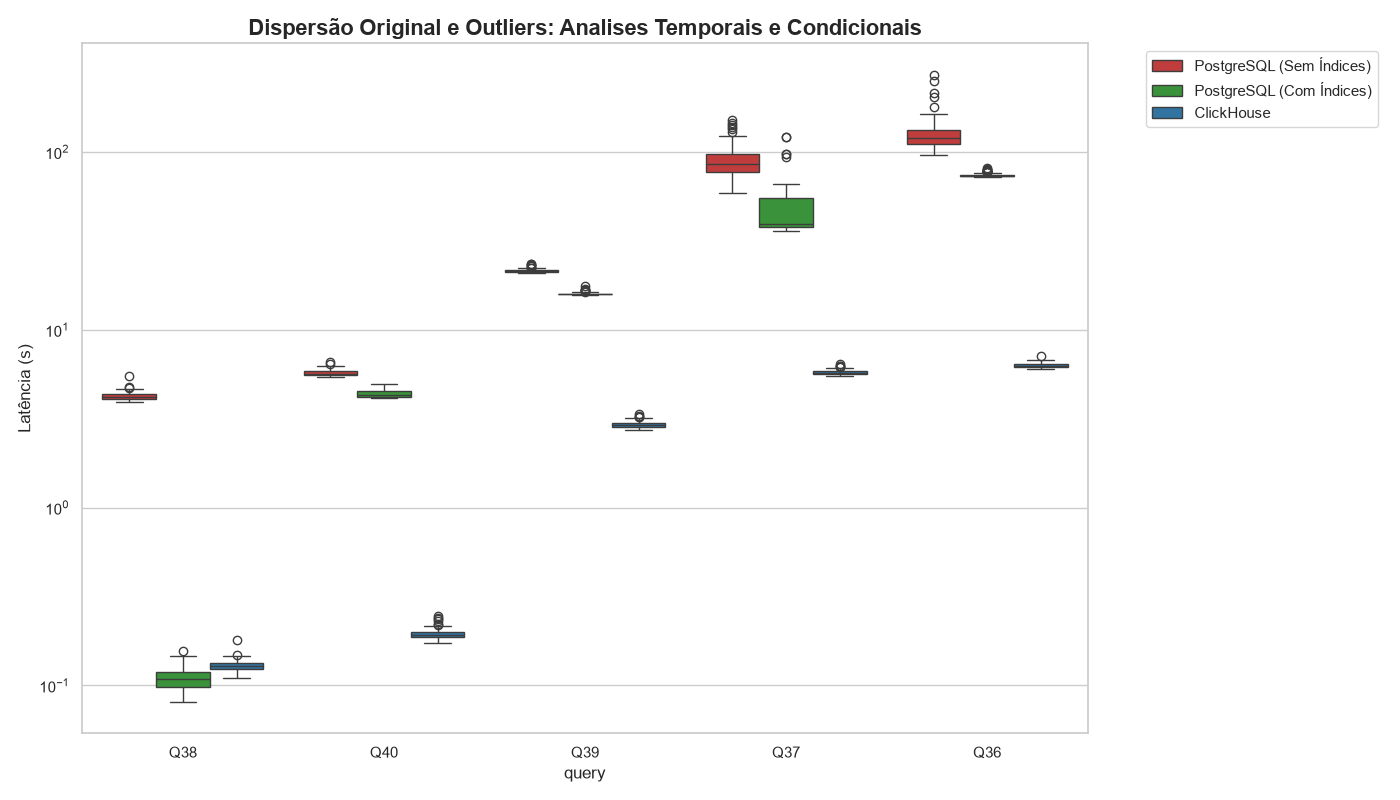 Dispersão Original e Outliers: Analises Temporais e Condicionais
PostgreSQL (Sem Índices)
PostgreSQL (Com Índices)
ClickHouse
Latência (s)
10²
10¹
10⁰
10⁻¹
Q38 Q40 Q39 Q37 Q36
query